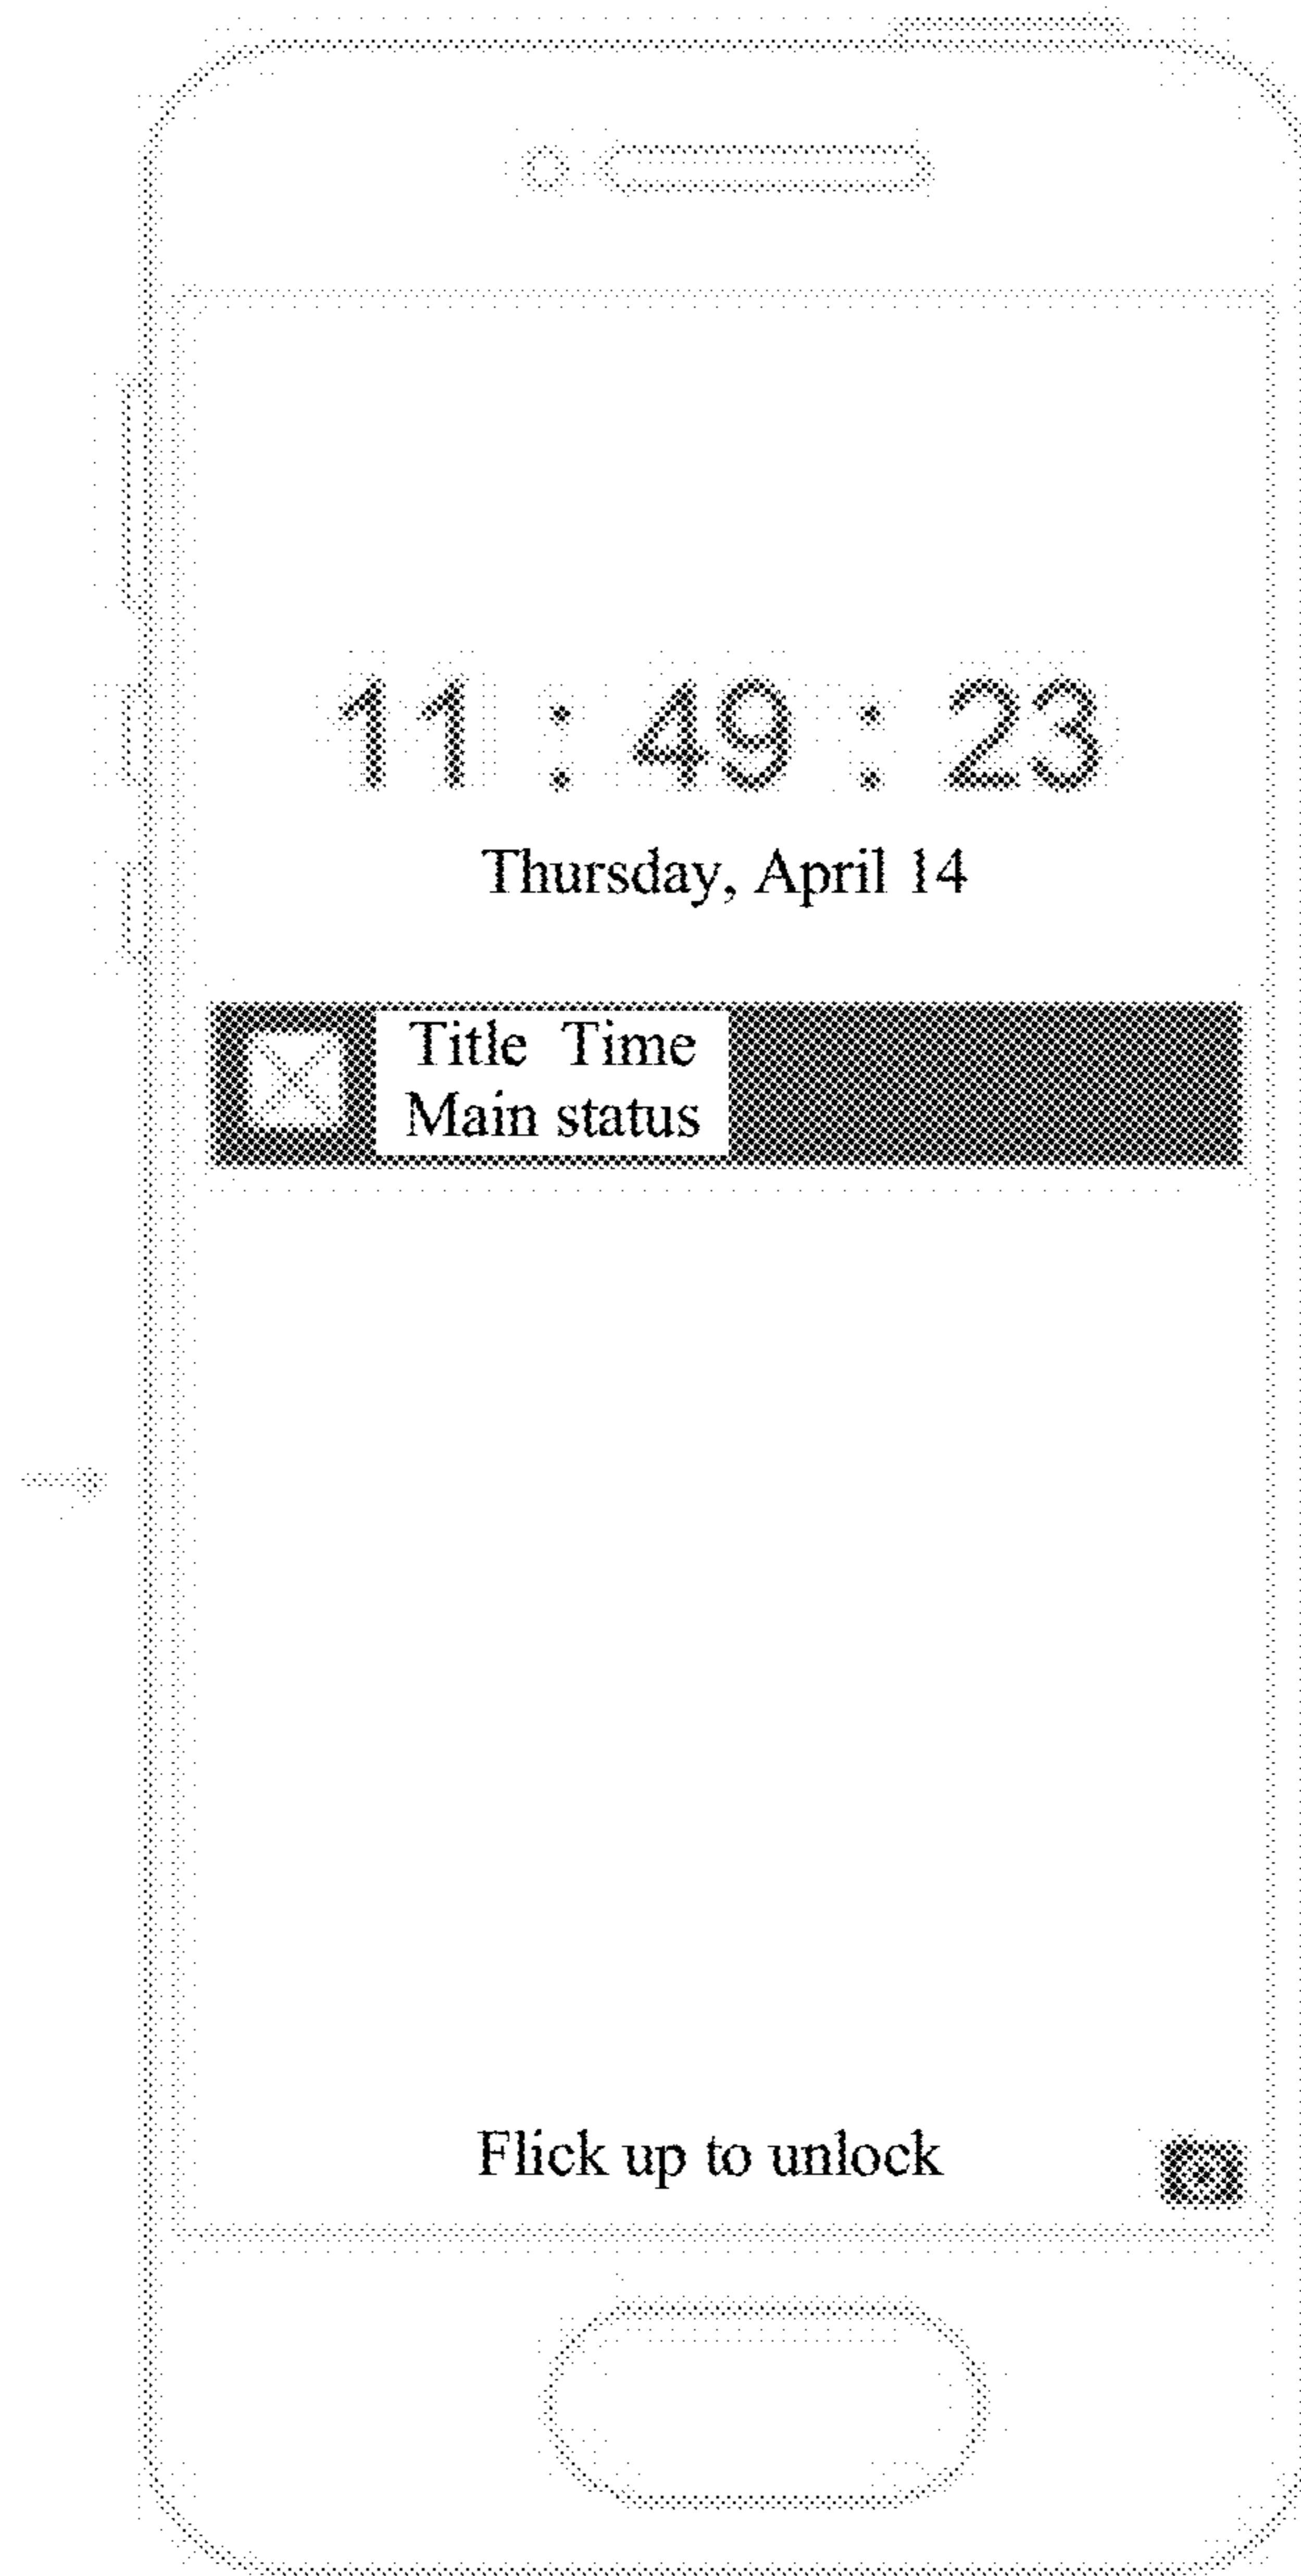 11 : 49 : 23
Thursday, April 14
Title Time
Main status
Flick up to unlock